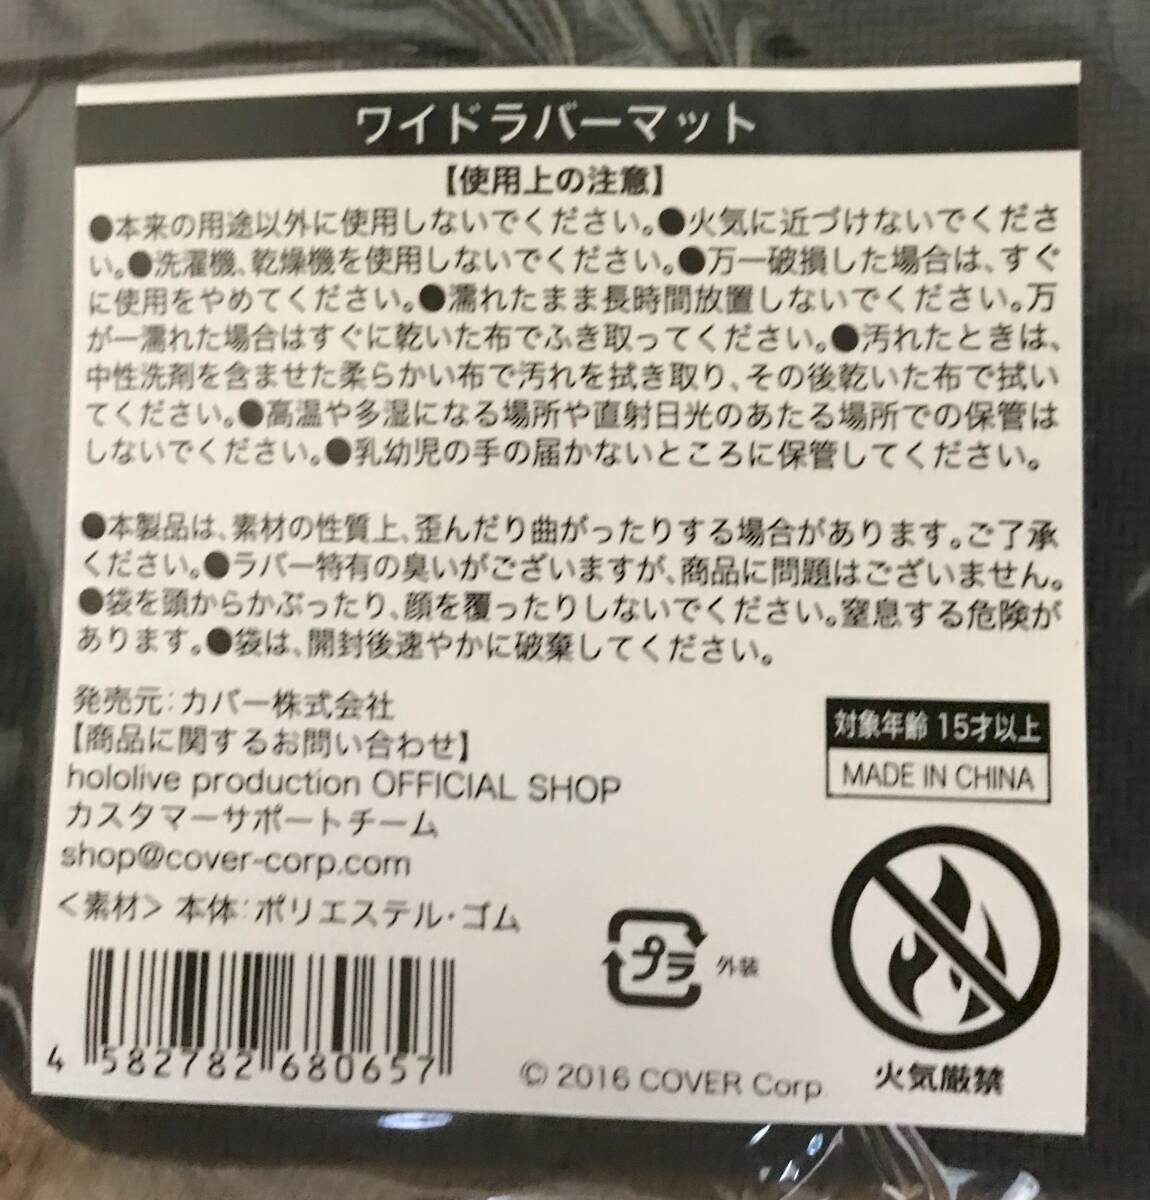 ワイドラバーマット
【使用上の注意】
●本来の用途以外に使用しないでください。●火気に近づけないでくださ
い。●洗濯機、乾燥機を使用しないでください。●万一破損した場合は、すぐ
に使用をやめてください。●濡れたまま長時間放置しないでください。万
が一濡れた場合はすぐに乾いた布でふき取ってください。●汚れたときは、
中性洗剤を含ませた柔らかい布で汚れを拭き取り、その後乾いた布で拭い
てください。●高温や多湿になる場所や直射日光のあたる場所での保管は
しないでください。●乳幼児の手の届かないところに保管してください。
●本製品は、素材の性質上、歪んだり曲がったりする場合があります。ご了承
ください。●ラバー特有の臭いがございますが、商品に問題はございません。
●袋を頭からかぶったり、顔を覆ったりしないでください。窒息する危険が
あります。●袋は、開封後速やかに破棄してください。
発売元:カバー株式会社
【商品に関するお問い合わせ】
hololive production OFFICIAL SHOP
カスタマーサポートチーム
shop@cover-corp.com
<素材> 本体:ポリエステル・ゴム
対象年齢 15才以上
MADE IN CHINA
プラ 外装
4 582782 680657
© 2016 COVER Corp.
火気厳禁